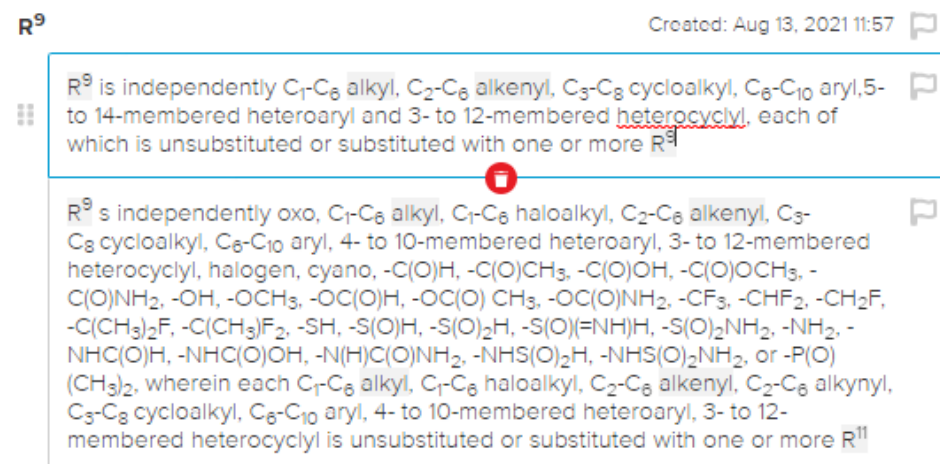 R⁹
Created: Aug 13, 2021 11:57
R⁹ is independently C₁-C₆ alkyl, C₂-C₆ alkenyl, C₃-C₈ cycloalkyl, C₆-C₁₀ aryl,5-
to 14-membered heteroaryl and 3- to 12-membered heterocyclyl, each of
which is unsubstituted or substituted with one or more R⁹
R⁹ s independently oxo, C₁-C₆ alkyl, C₁-C₆ haloalkyl, C₂-C₆ alkenyl, C₃-
C₈ cycloalkyl, C₆-C₁₀ aryl, 4- to 10-membered heteroaryl, 3- to 12-membered
heterocyclyl, halogen, cyano, -C(O)H, -C(O)CH₃, -C(O)OH, -C(O)OCH₃, -
C(O)NH₂, -OH, -OCH₃, -OC(O)H, -OC(O) CH₃, -OC(O)NH₂, -CF₃, -CHF₂, -CH₂F,
-C(CH₃)₂F, -C(CH₃)F₂, -SH, -S(O)H, -S(O)₂H, -S(O)(=NH)H, -S(O)₂NH₂, -NH₂, -
NHC(O)H, -NHC(O)OH, -N(H)C(O)NH₂, -NHS(O)₂H, -NHS(O)₂NH₂, or -P(O)
(CH₃)₂, wherein each C₁-C₆ alkyl, C₁-C₆ haloalkyl, C₂-C₆ alkenyl, C₂-C₆ alkynyl,
C₃-C₈ cycloalkyl, C₆-C₁₀ aryl, 4- to 10-membered heteroaryl, 3- to 12-
membered heterocyclyl is unsubstituted or substituted with one or more R¹¹